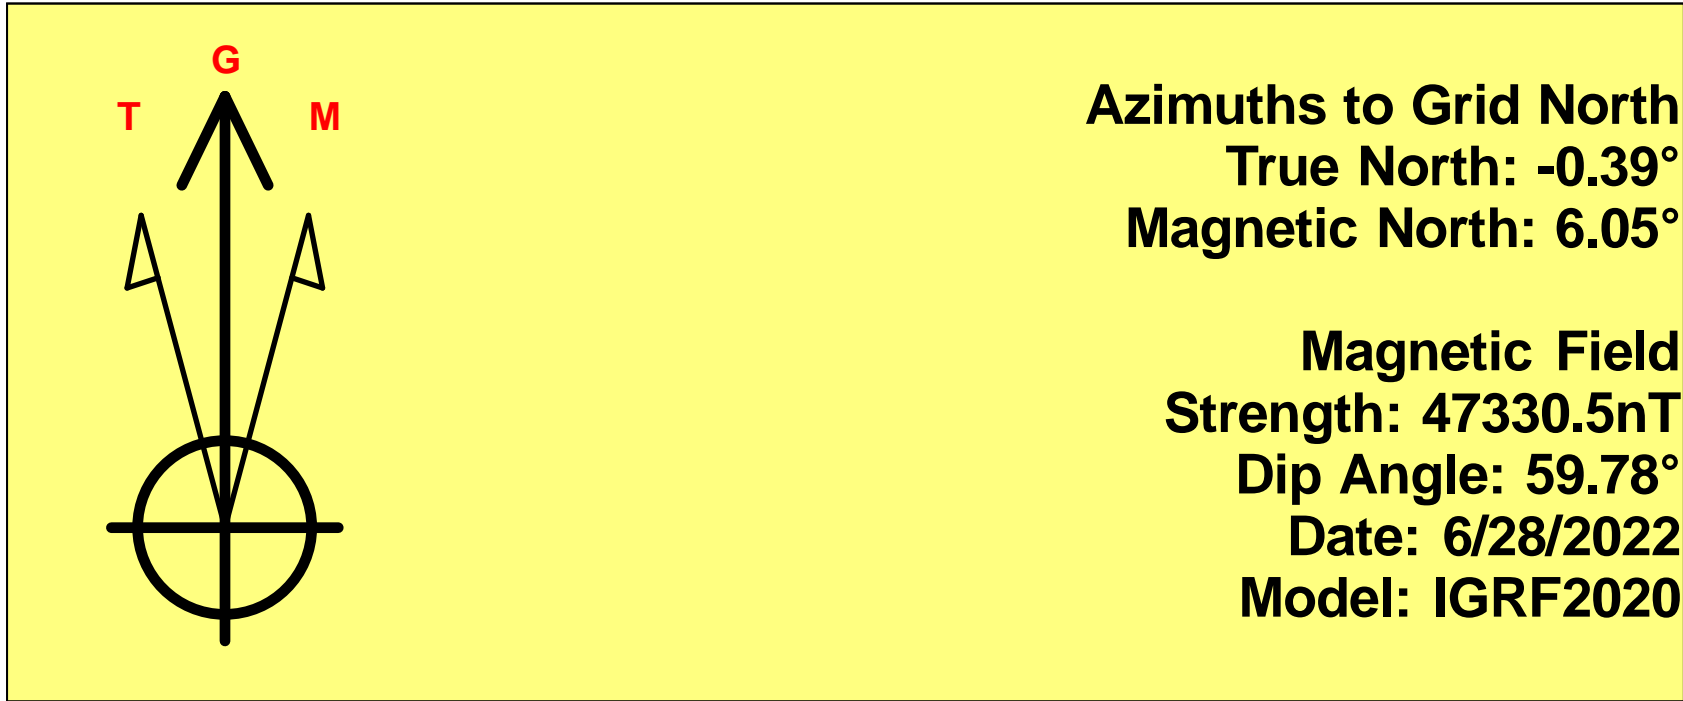 G
T
M
Azimuths to Grid North
True North: -0.39°
Magnetic North: 6.05°
Magnetic Field
Strength: 47330.5nT
Dip Angle: 59.78°
Date: 6/28/2022
Model: IGRF2020